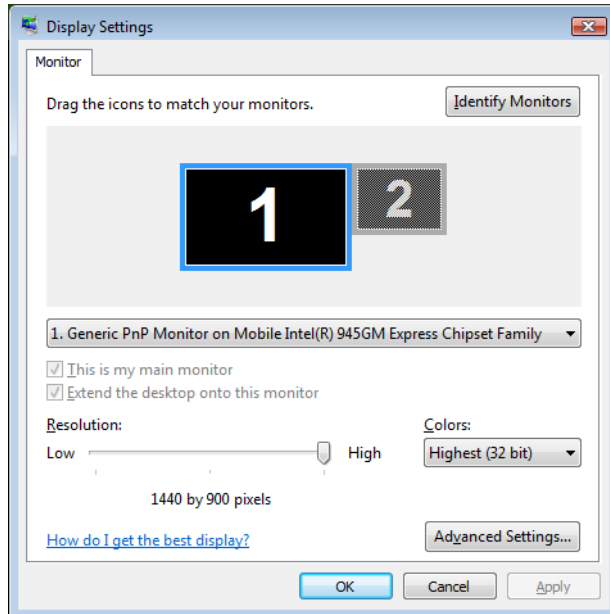 Display Settings
Monitor
Drag the icons to match your monitors.
Identify Monitors
1
2
1. Generic PnP Monitor on Mobile Intel(R) 945GM Express Chipset Family
This is my main monitor
Extend the desktop onto this monitor
Resolution:
Colors:
Low
High
Highest (32 bit)
1440 by 900 pixels
How do I get the best display?
Advanced Settings...
OK
Cancel
Apply